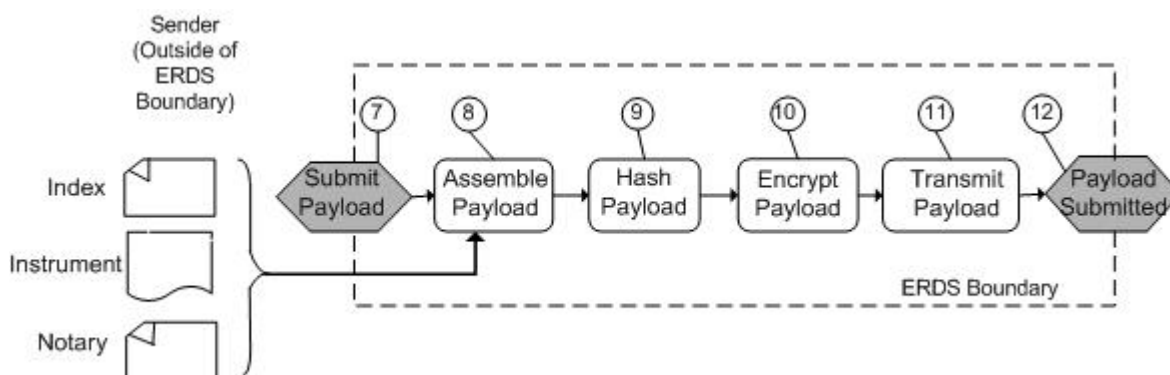 Sender
(Outside of
ERDS
Boundary)
7
8
9
10
11
12
Index
Instrument
Notary
Submit
Payload
Assemble
Payload
Hash
Payload
Encrypt
Payload
Transmit
Payload
Payload
Submitted
ERDS Boundary